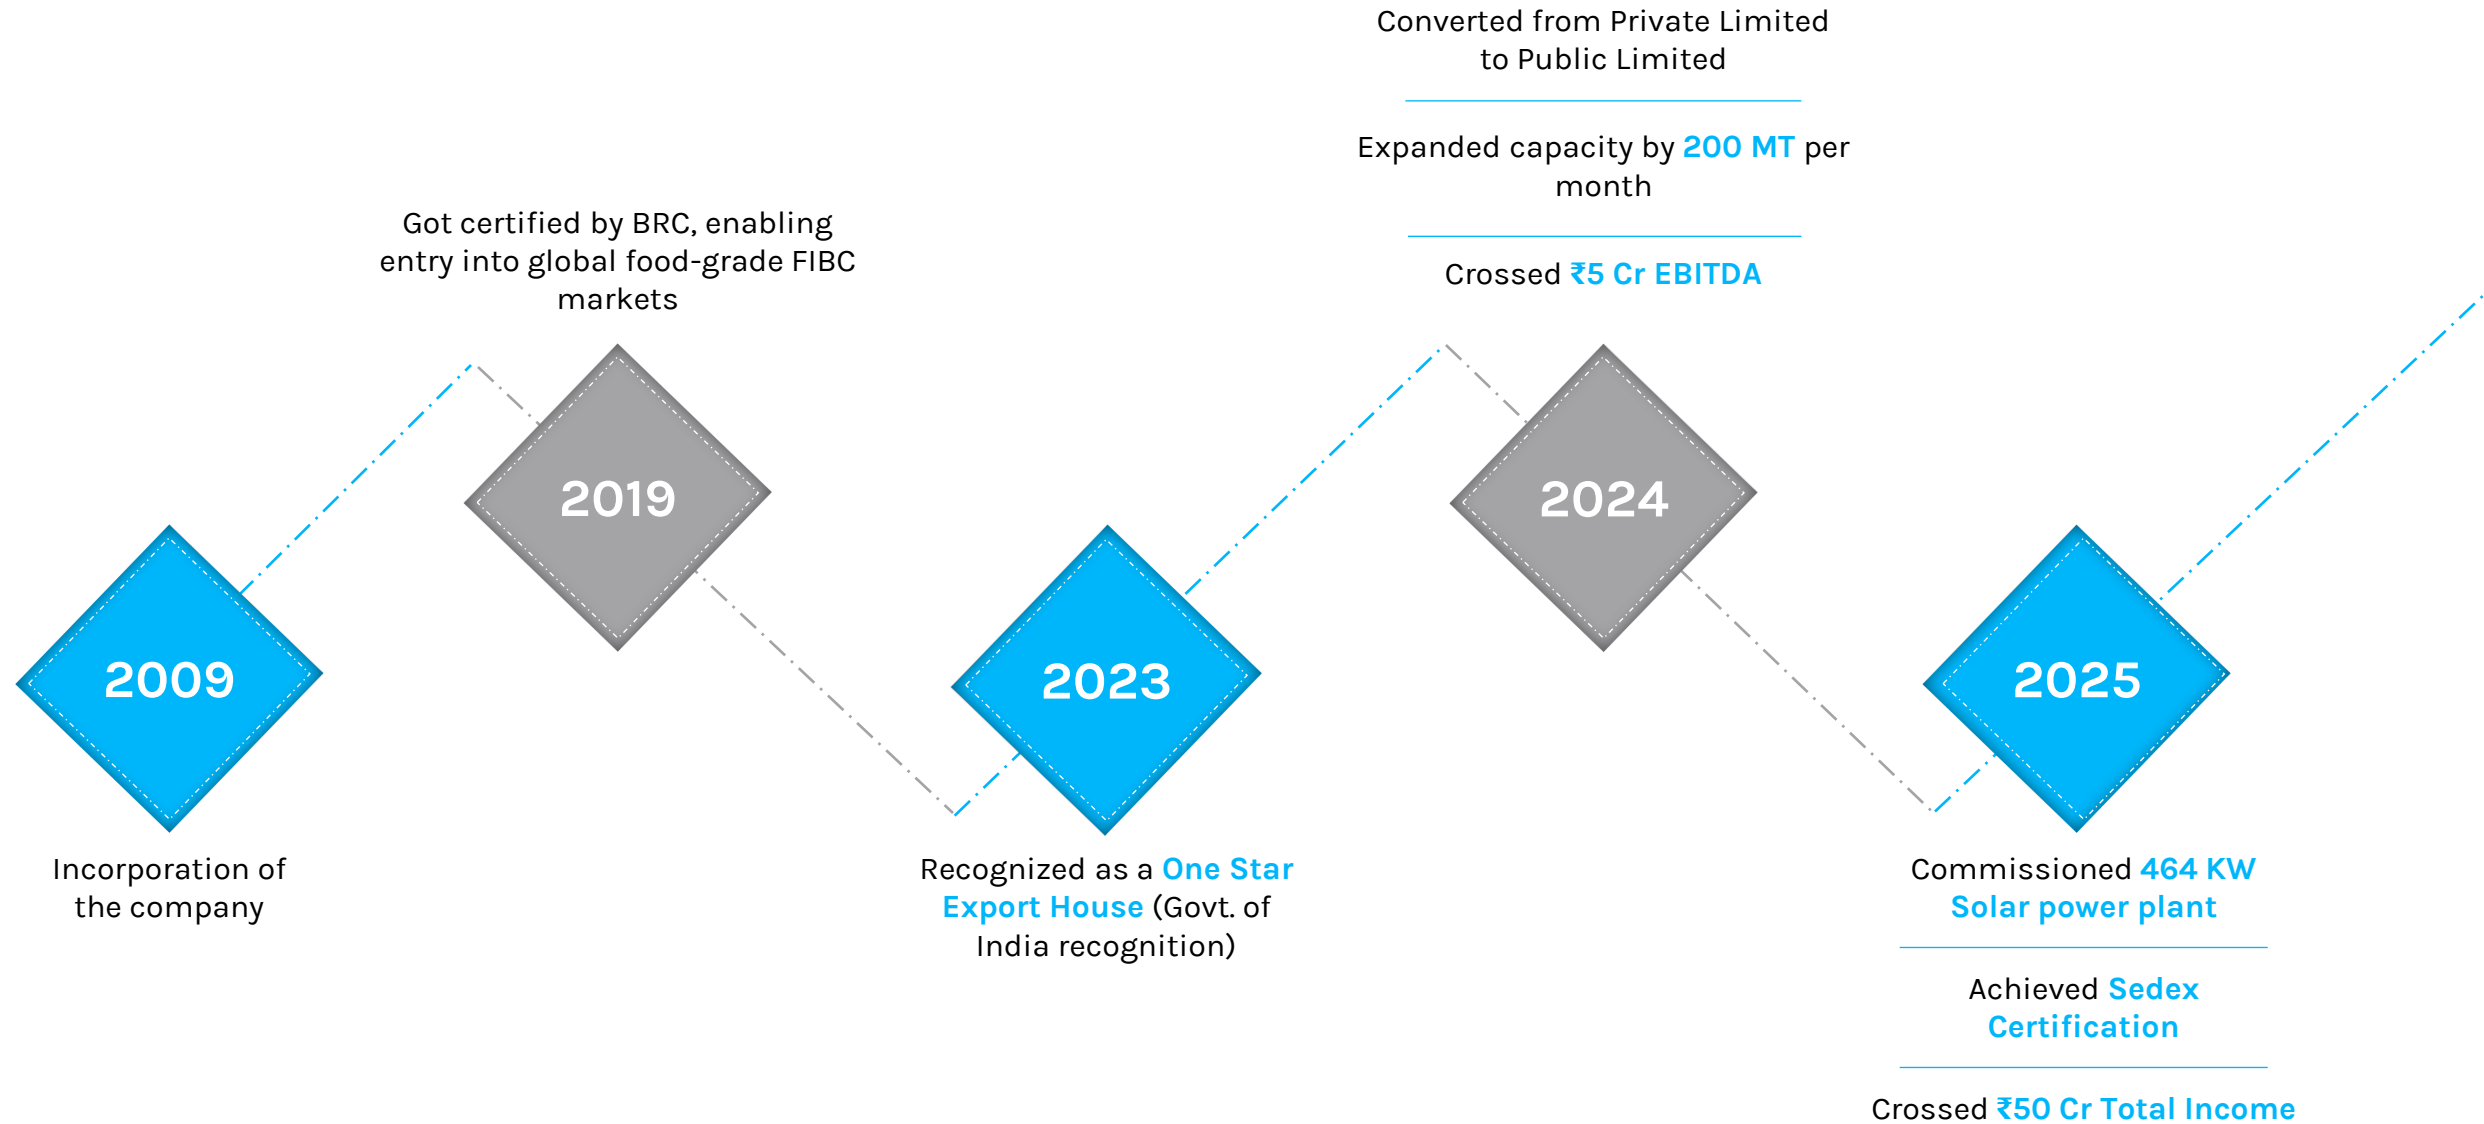 2009
Incorporation of
the company
Got certified by BRC, enabling
entry into global food-grade FIBC
markets
2019
2023
Recognized as a One Star
Export House (Govt. of
India recognition)
Converted from Private Limited
to Public Limited
Expanded capacity by 200 MT per
month
Crossed ₹5 Cr EBITDA
2024
2025
Commissioned 464 KW
Solar power plant
Achieved Sedex
Certification
Crossed ₹50 Cr Total Income